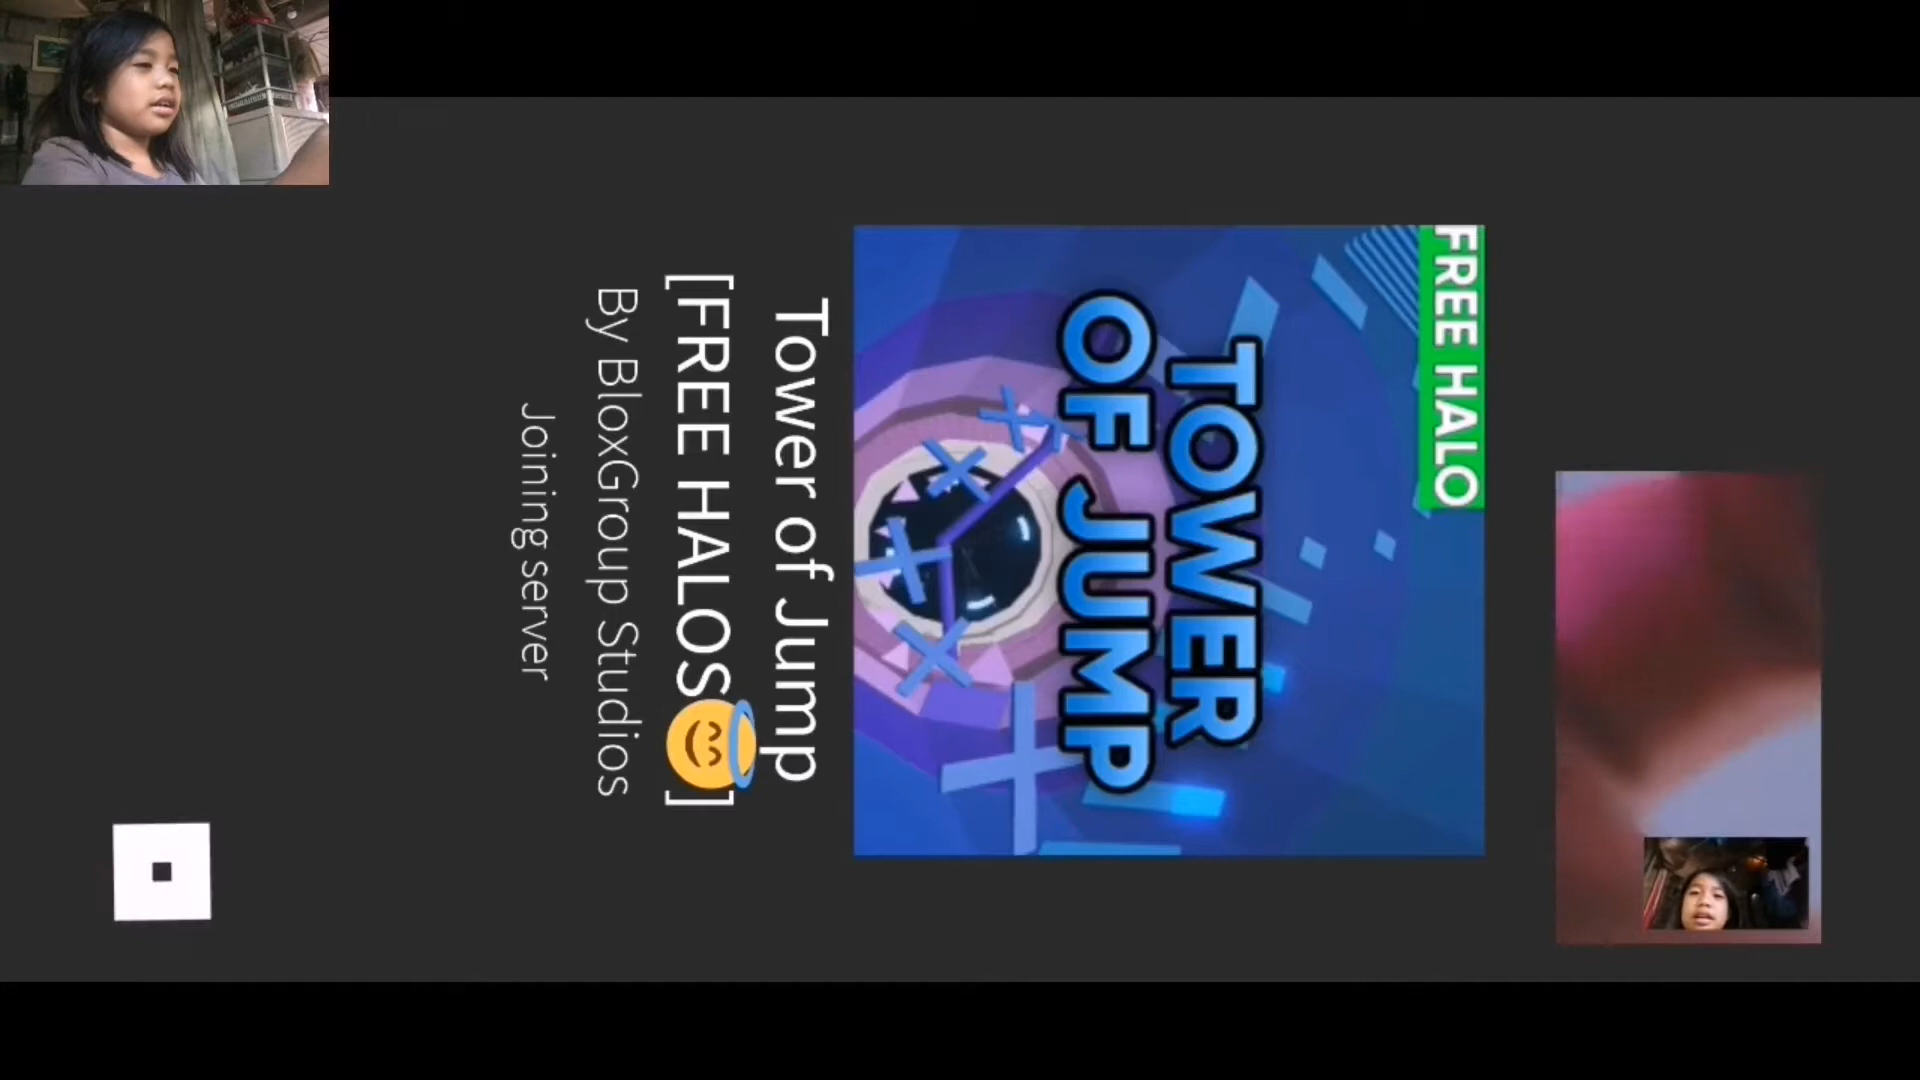 FREE HALO
TOWER
OF JUMP
Tower of Jump
[FREE HALOS😇]
By BloxGroup Studios
Joining server